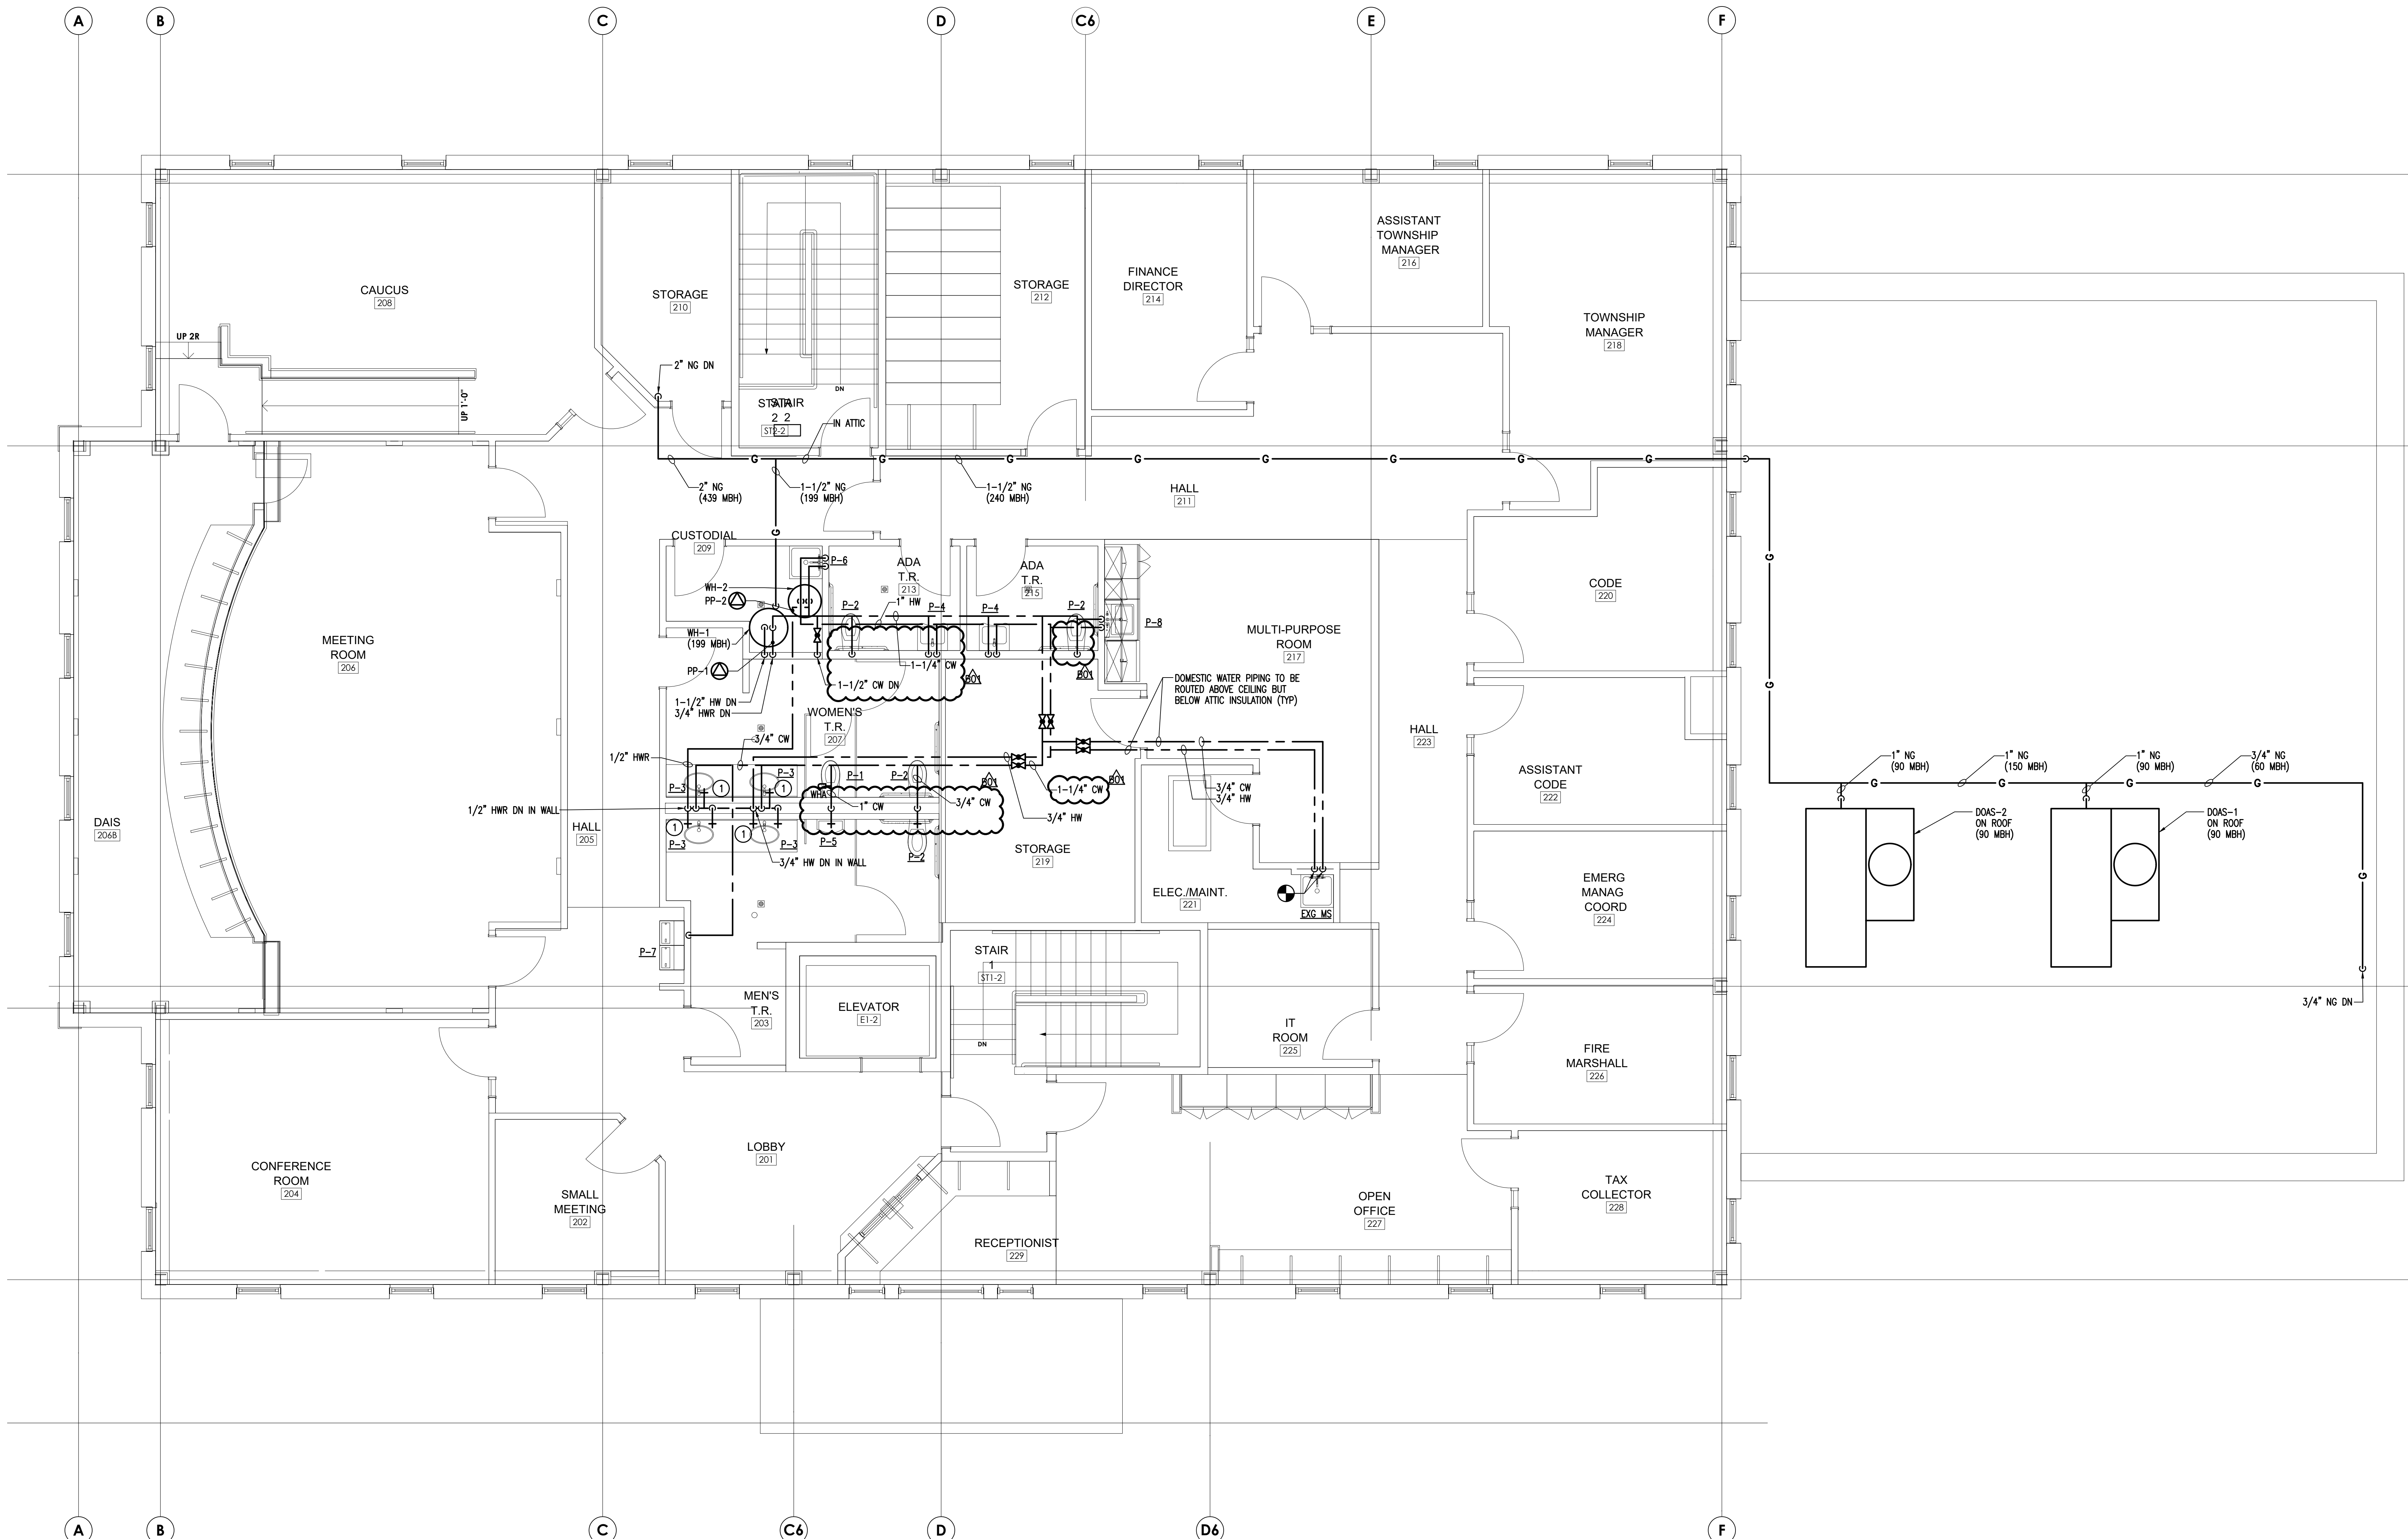 A
B
C
D
C6
E
F
ASSISTANT
TOWNSHIP
MANAGER
216
FINANCE
DIRECTOR
214
CAUCUS
208
STORAGE
210
STORAGE
212
TOWNSHIP
MANAGER
218
UP 2R
UP 1'-0"
2" NG DN
DN
STAIR
STAIR
2 2
ST2-2
IN ATTIC
G G G G G G G G
2" NG
(439 MBH)
1-1/2" NG
(199 MBH)
1-1/2" NG
(240 MBH)
HALL
211
G
CUSTODIAL
209
P-6
ADA
T.R.
213
ADA
T.R.
215
WH-2
PP-2
P-2
1" HW
P-4
P-4
P-2
P-8
WH-1
(199 MBH)
PP-1
1-1/4" CW
B01
B01
1-1/2" CW DN
1-1/2" HW DN
3/4" HWR DN
MULTI-PURPOSE
ROOM
217
CODE
220
G
G
MEETING
ROOM
206
DOMESTIC WATER PIPING TO BE
ROUTED ABOVE CEILING BUT
BELOW ATTIC INSULATION (TYP)
WOMEN'S
T.R.
207
3/4" CW
HALL
223
1/2" HWR
P-3
P-3
1
1
P-1
P-2
B01
B01
WHA
1" CW
3/4" CW
1-1/4" CW
3/4" CW
3/4" HW
3/4" HW
1/2" HWR DN IN WALL
1
1
P-3
P-3
P-5
P-2
3/4" HW DN IN WALL
ASSISTANT
CODE
222
1" NG
(90 MBH)
1" NG
(150 MBH)
1" NG
(90 MBH)
3/4" NG
(60 MBH)
G G G G
DOAS-2
ON ROOF
(90 MBH)
DOAS-1
ON ROOF
(90 MBH)
G
3/4" NG DN
DAIS
206B
HALL
205
STORAGE
219
ELEC./MAINT.
221
EXG MS
EMERG
MANAG
COORD
224
P-7
STAIR
1
ST1-2
DN
MEN'S
T.R.
203
ELEVATOR
E1-2
IT
ROOM
225
FIRE
MARSHALL
226
LOBBY
201
CONFERENCE
ROOM
204
SMALL
MEETING
202
RECEPTIONIST
229
OPEN
OFFICE
227
TAX
COLLECTOR
228
A
B
C
C6
D
D6
F